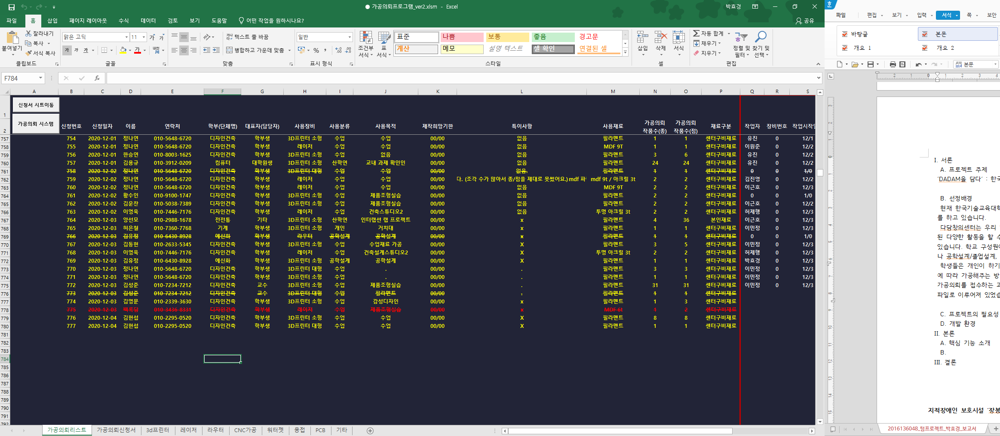 가공의뢰프로그램_ver2.xlsm - Excel
박효경
파일 홈 삽입 페이지 레이아웃 수식 데이터 검토 보기 도움말 어떤 작업을 원하시나요?
공유
붙여넣기 잘라내기 복사 서식 복사
맑은 고딕 11
가 가 가 가 가 내천
텍스트 줄 바꿈
병합하고 가운데 맞춤
일반
조건부 서식 표 서식
표준 나쁨 보통 좋음 경고문
계산 메모 설명 텍스트 셀 확인 연결된 셀
삽입 삭제 서식
자동 합계 채우기 지우기
정렬 및 필터 찾기 및 선택
클립보드 글꼴 맞춤 표시 형식 스타일 셀 편집
F784 fx
A B C D E F G H I J K L M N O P Q R S
신청서 시트이동
가공의뢰 시스템
1
2 신청번호 신청일자 이름 연락처 학부(단체명) 대표자(담당자) 사용장비 사용분류 사용목적 제작희망기한 특이사항 사용재료 가공의뢰 작품수(종) 가공의뢰 작품수(점) 재료구분 작업자 장비번호 작업시작일
757 754 2020-12-01 정나연 010-5648-6720 디자인건축 학부생 3D프린터 소형 수업 수업 00/00 없음 필라멘트 1 1 센터구비재료 유진 0 12/1
758 755 2020-12-01 정나연 010-5648-6720 디자인건축 학부생 레이저 수업 수업 00/00 없음 MDF 9T 1 1 센터구비재료 이원준 0 12/2
759 756 2020-12-01 한승연 010-8003-1625 디자인건축 학부생 3D프린터 소형 수업 없음 00/00 없음 필라멘트 3 6 센터구비재료 유진 0 12/2
760 757 2020-12-01 김용규 010-3912-0209 컴퓨터 대학원생 3D프린터 소형 산학연 교내 과제 확인인 00/00 없음 필라멘트 24 24 센터구비재료 유진 0 12/2
761 758 2020-12-02 정나연 010-5648-6720 디자인건축 학부생 3D프린터 대형 수업 수업 00/00 없음. 필라멘트 1 1 센터구비재료 0 0 1/0
762 759 2020-12-02 정나연 010-5648-6720 디자인건축 학부생 레이저 수업 수업 다. (조각 수가 많아서 종/점을 제대로 못썼어요.) mdf 파 mdf 9t / 아크릴 3t 2 2 센터구비재료 김진영 0 12/2
763 760 2020-12-02 정나연 010-5648-6720 디자인건축 학부생 레이저 수업 수업 00/00 없음 MDF 9T 2 2 센터구비재료 이근호 0 12/3
764 761 2020-12-02 황수인 010-9100-1747 디자인건축 학부생 3D프린터 소형 수업 제품조형실습 00/00 없음 필라멘트 2 2 센터구비재료 0 0 1/0
765 762 2020-12-02 김윤찬 010-5038-7389 디자인건축 학부생 3D프린터 소형 수업 제품조형실습 00/00 없음 필라멘트 2 2 센터구비재료 이근호 0 12/2
766 763 2020-12-02 이영욱 010-7446-7176 디자인건축 학부생 레이저 수업 건축스튜디오2 00/00 없음 투명 아크릴 3t 2 2 센터구비재료 허제행 0 12/3
767 764 2020-12-03 양선모 010-2988-1678 전전통 기타 3D프린터 소형 산학연 인터랩션 랩 프로젝트 00/00 x 필라멘트 4 36 본인재료 이근호 0 12/3
768 765 2020-12-03 허은철 010-7360-7768 기계 학부생 3D프린터 소형 개인 거치대 00/00 x 필라멘트 1 1 센터구비재료 이민정 0 12/3
769 766 2020-12-03 김유정 010-6430-8928 에신화 학부생 라우터 공학설계 공학설계 00/00 x 필라멘트 1 1 센터구비재료 0 0 1/0
770 767 2020-12-03 김동현 010-2633-5345 디자인건축 학부생 3D프린터 소형 수업 수업재료 가공 00/00 X 필라멘트 3 5 센터구비재료 이민정 0 12/3
771 768 2020-12-03 이영욱 010-7446-7176 디자인건축 학부생 레이저 수업 건축설계스튜디오2 00/00 X 투명 아크릴 3t 2 2 센터구비재료 허제행 0 12/3
772 769 2020-12-03 김유정 010-6430-8928 에신화 학부생 3D프린터 소형 공학설계 공학설계 00/00 X 필라멘트 1 1 센터구비재료 박효경 0 12/3
773 770 2020-12-03 정나연 010-5648-6720 디자인건축 학부생 3D프린터 대형 수업 . 00/00 . 필라멘트 3 3 센터구비재료 이민정 0 12/3
774 771 2020-12-03 정나연 010-5648-6720 디자인건축 학부생 3D프린터 소형 수업 . 00/00 . 필라멘트 1 1 센터구비재료 이민정 0 12/3
775 772 2020-12-03 김성준 010-7234-7212 디자인건축 교수 3D프린터 소형 수업 제품조형실습 00/00 . 필라멘트 31 31 센터구비재료 이민정 0 12/3
776 773 2020-12-03 김성준 010-7234-7212 디자인건축 교수 3D프린터 대형 수업 필라멘트 00/00 . 필라멘트 1 1 센터구비재료
777 774 2020-12-03 김영문 010-2339-3630 디자인건축 학부생 3D프린터 소형 수업 감성디자인 00/00 X 필라멘트 1 3 센터구비재료
778 775 2020-12-03 백록담 010-3436-8331 디자인건축 학부생 레이저 수업 제품조형실습 00/00 x MDF 6t 1 2 센터구비재료
779 776 2020-12-04 김현섭 010-2295-0520 디자인건축 학부생 3D프린터 소형 수업 수업 00/00 X 필라멘트 8 8 센터구비재료
780 777 2020-12-04 김현섭 010-2295-0520 디자인건축 학부생 3D프린터 대형 수업 수업 00/00 X 필라멘트 1 1 센터구비재료
781
782
783
784
785
786
787
788
789
790
791
792
가공의뢰리스트 가공의뢰신청서 3d프린터 레이저 라우터 CNC가공 워터젯 용접 PCB 기타
파일 편집 보기 입력 서식 쪽 보안
바탕글 본문
개요 1 개요 2
본문
2 1 0 1 2 3 4
I. 서론
A. 프로젝트 주제
'DADAM을 담다' : 한국
B. 선정배경
현재 한국기술교육대학
를 하고 있습니다.
다담창의센터는 우리
된 다양한 활동을 할 수
있습니다. 학교 구성원이
나 공학설계/졸업설계,
학생들은 개인이 하기
에 따라 가공해주는 방
가공의뢰를 접수하는 과
파일로 이루어져 있었습
C. 프로젝트의 필요성
D. 개발 환경
II. 본론
A. 핵심 기능 소개
B.
III. 결론
지적장애인 보호시설 '장봉
2016136048_텀프로젝트_박효경_보고서